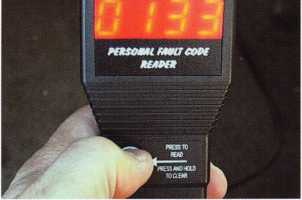 0133
PERSONAL FAULT CODE
READER
PRESS TO
READ
PRESS AND HOLD
TO CLEAR